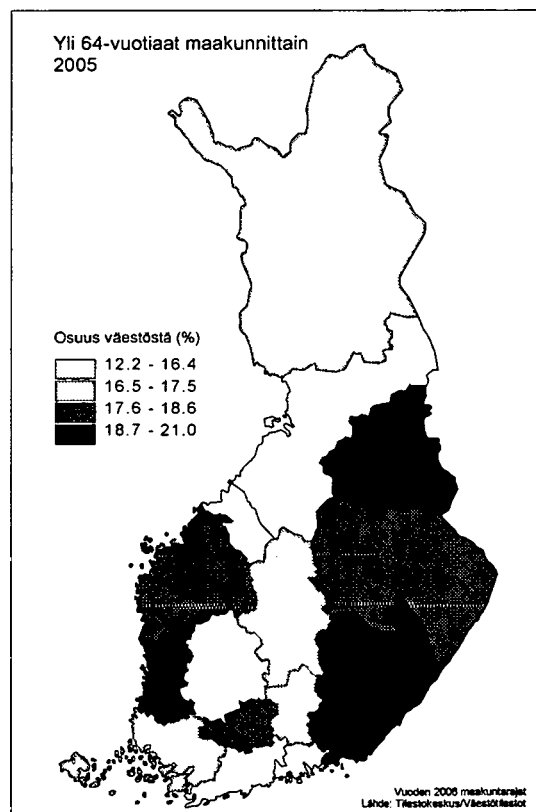 Yli 64-vuotiaat maakunnittain
2005
Osuus väestöstä (%)
12.2 - 16.4
16.5 - 17.5
17.6 - 18.6
18.7 - 21.0
Vuoden 2006 maakuntarajat
Lähde: Tilastokeskus/Väestötilastot